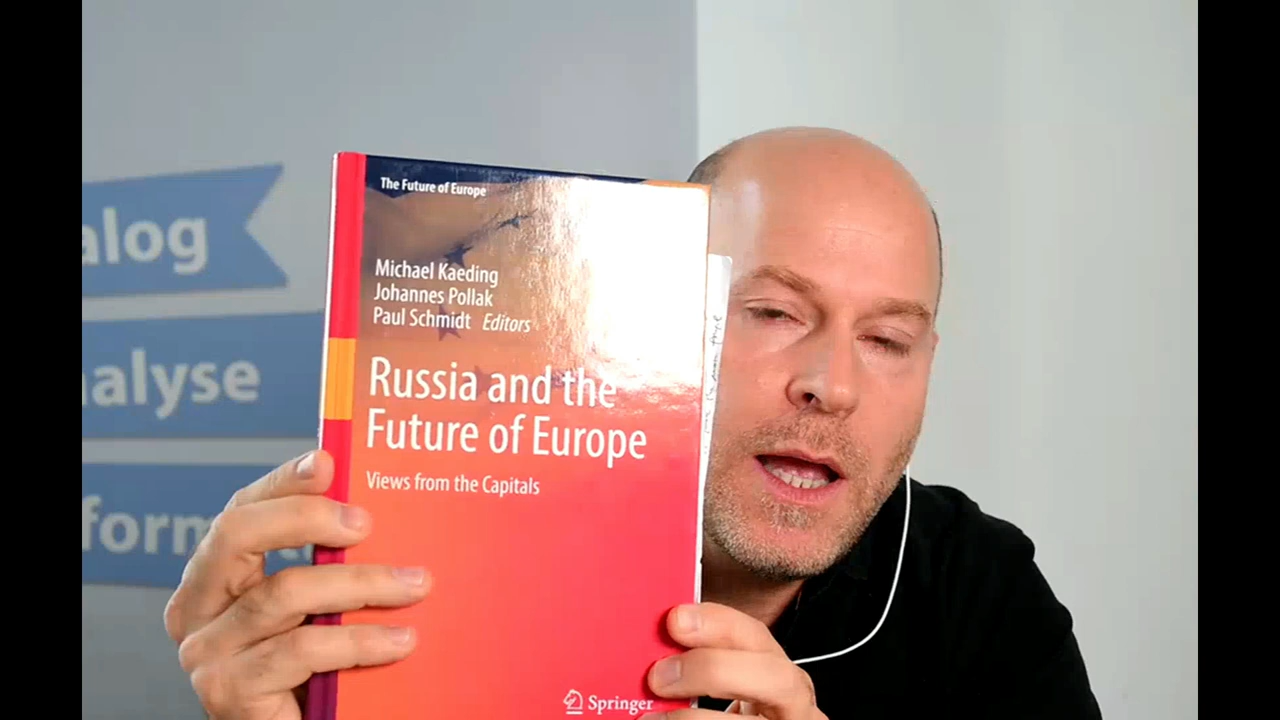 alog
nalyse
form
The Future of Europe
Michael Kaeding
Johannes Pollak
Paul Schmidt Editors
Russia and the
Future of Europe
Views from the Capitals
Springer